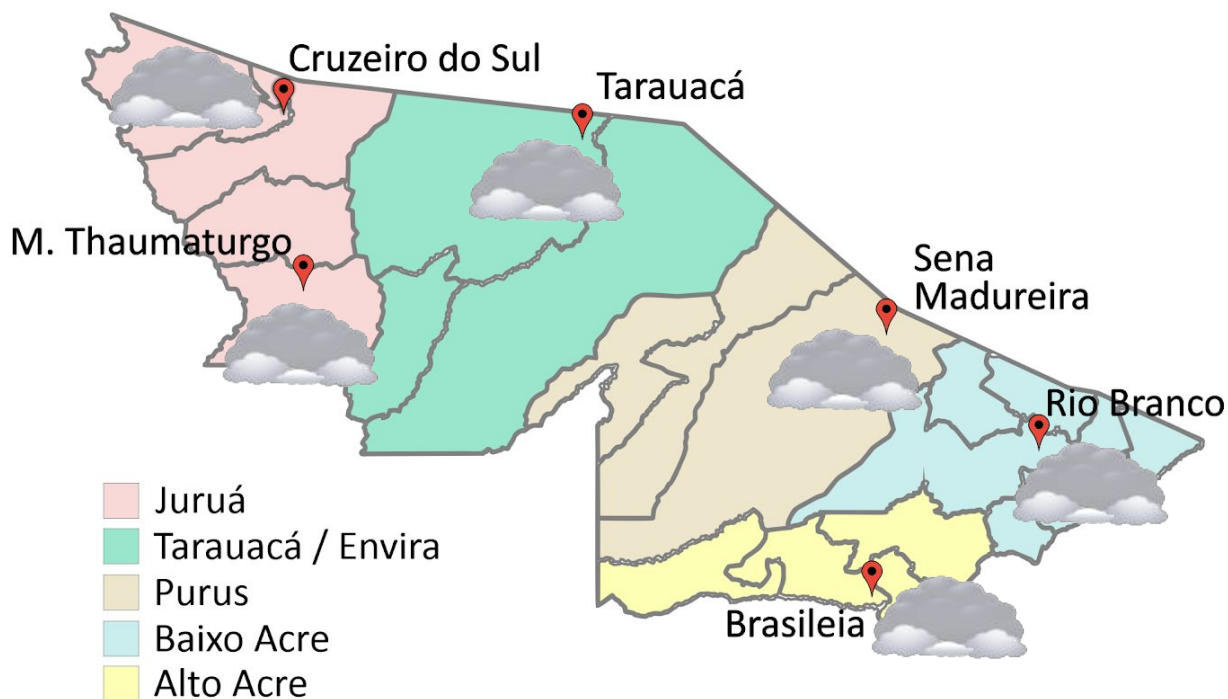 Cruzeiro do Sul
Tarauacá
M. Thaumaturgo
Sena
Madureira
Rio Branco
Brasileia
Juruá
Tarauacá / Envira
Purus
Baixo Acre
Alto Acre